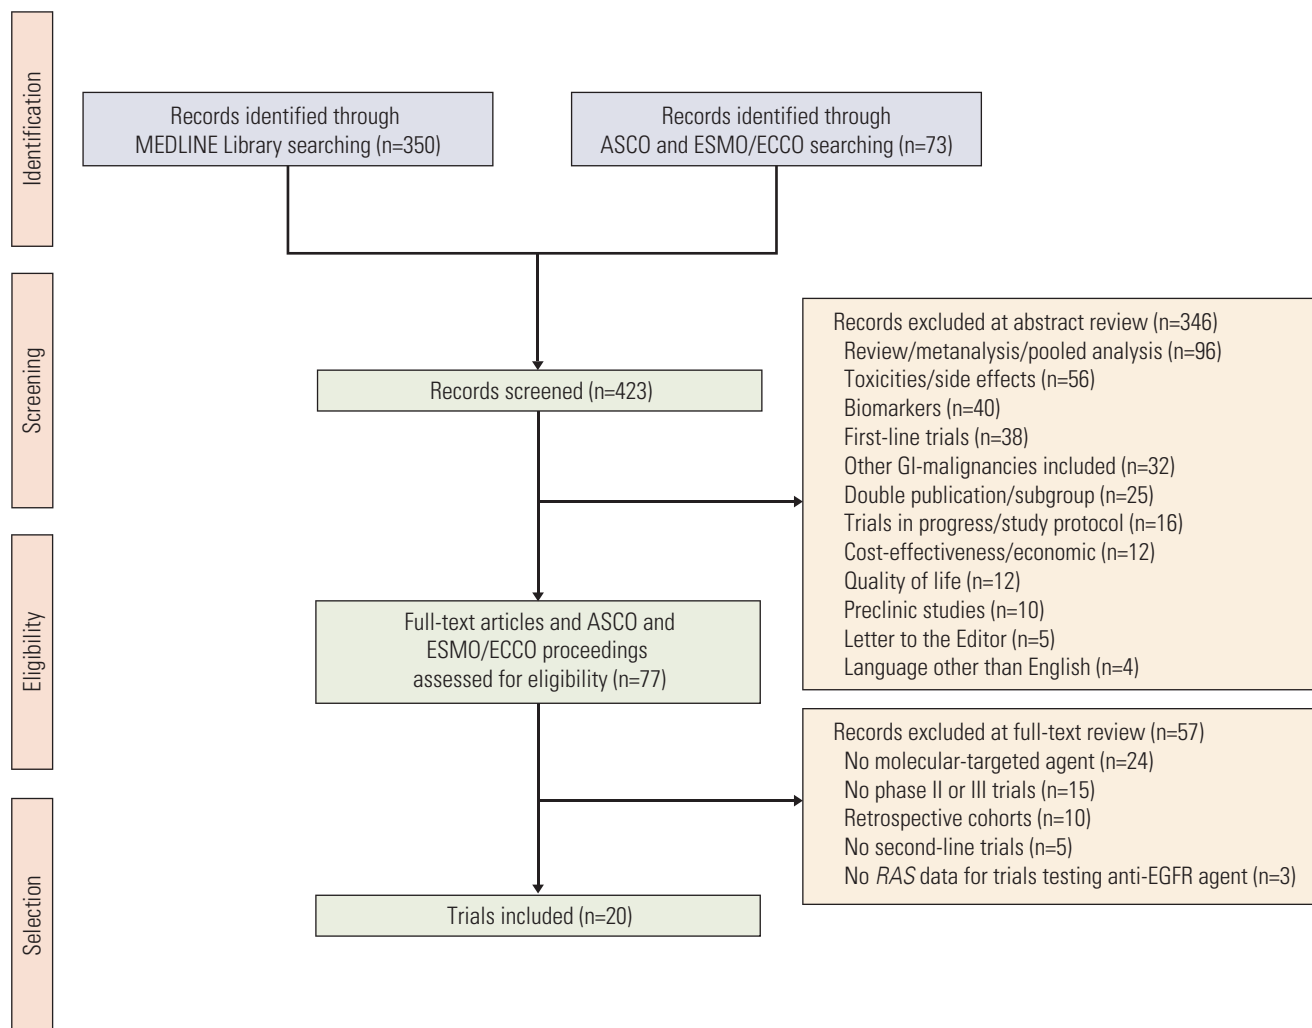 Identification
Records identified through
MEDLINE Library searching (n=350)
Records identified through
ASCO and ESMO/ECCO searching (n=73)
Screening
Records screened (n=423)
Records excluded at abstract review (n=346)
Review/metanalysis/pooled analysis (n=96)
Toxicities/side effects (n=56)
Biomarkers (n=40)
First-line trials (n=38)
Other GI-malignancies included (n=32)
Double publication/subgroup (n=25)
Trials in progress/study protocol (n=16)
Cost-effectiveness/economic (n=12)
Quality of life (n=12)
Preclinic studies (n=10)
Letter to the Editor (n=5)
Language other than English (n=4)
Eligibility
Full-text articles and ASCO and
ESMO/ECCO proceedings
assessed for eligibility (n=77)
Records excluded at full-text review (n=57)
No molecular-targeted agent (n=24)
No phase II or III trials (n=15)
Retrospective cohorts (n=10)
No second-line trials (n=5)
No RAS data for trials testing anti-EGFR agent (n=3)
Selection
Trials included (n=20)